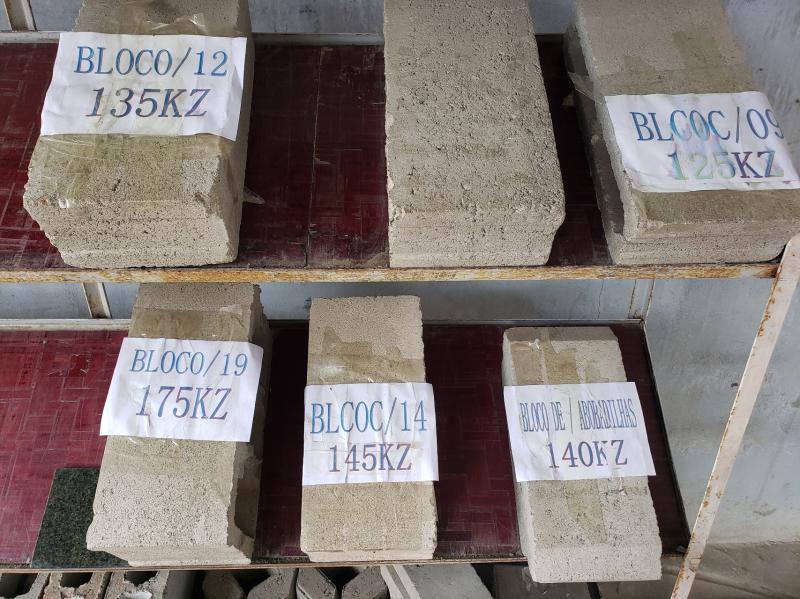 BLOCO/12
135KZ
BLCOC/09
125KZ
BLOCO/19
175KZ
BLCOC/14
145KZ
BLOCO DE / ABOBADILHAS
140KZ